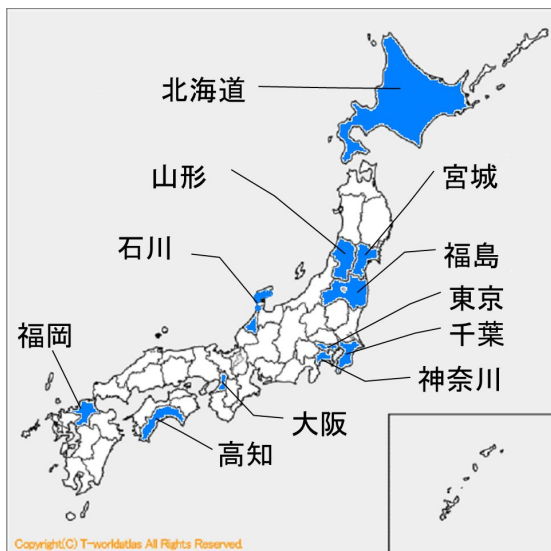 北海道
山形
宮城
石川
福島
東京
福岡
千葉
神奈川
大阪
高知
Copyright(C) T-worldatlas All Rights Reserved.